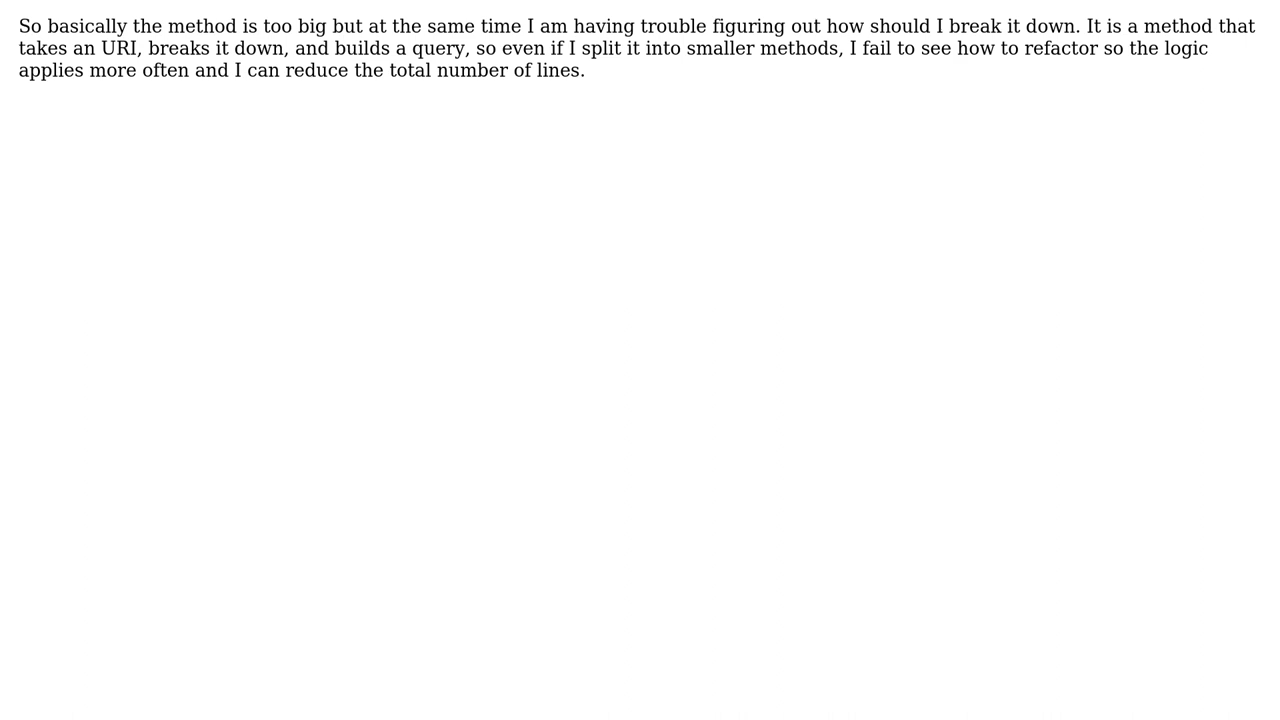 So basically the method is too big but at the same time I am having trouble figuring out how should I break it down. It is a method that
takes an URI, breaks it down, and builds a query, so even if I split it into smaller methods, I fail to see how to refactor so the logic
applies more often and I can reduce the total number of lines.